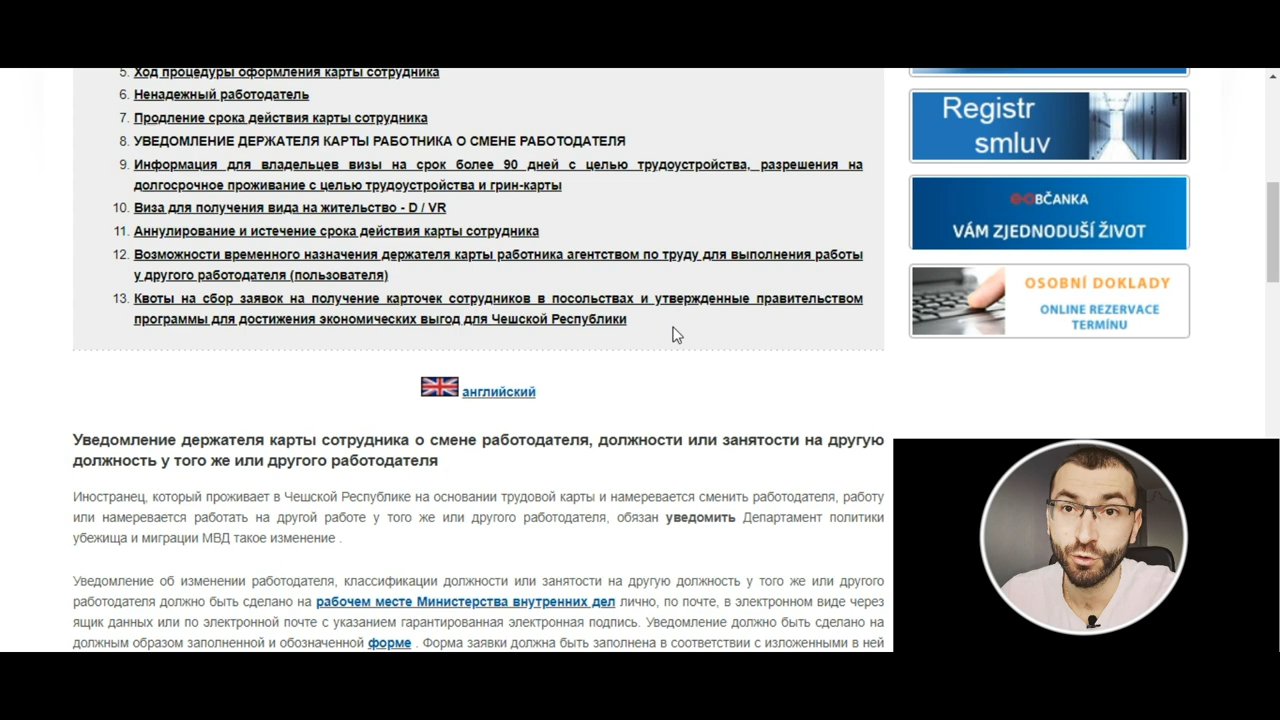 5. Ход процедуры оформления карты сотрудника
6. Ненадежный работодатель
7. Продление срока действия карты сотрудника
8. УВЕДОМЛЕНИЕ ДЕРЖАТЕЛЯ КАРТЫ РАБОТНИКА О СМЕНЕ РАБОТОДАТЕЛЯ
9. Информация для владельцев визы на срок более 90 дней с целью трудоустройства, разрешения на
долгосрочное проживание с целью трудоустройства и грин-карты
10. Виза для получения вида на жительство - D / VR
11. Аннулирование и истечение срока действия карты сотрудника
12. Возможности временного назначения держателя карты работника агентством по труду для выполнения работы
у другого работодателя (пользователя)
13. Квоты на сбор заявок на получение карточек сотрудников в посольствах и утвержденные правительством
программы для достижения экономических выгод для Чешской Республики
английский
Уведомление держателя карты сотрудника о смене работодателя, должности или занятости на другую
должность у того же или другого работодателя
Иностранец, который проживает в Чешской Республике на основании трудовой карты и намеревается сменить работодателя, работу
или намеревается работать на другой работе у того же или другого работодателя, обязан уведомить Департамент политики
убежища и миграции МВД такое изменение .
Уведомление об изменении работодателя, классификации должности или занятости на другую должность у того же или другого
работодателя должно быть сделано на рабочем месте Министерства внутренних дел лично, по почте, в электронном виде через
ящик данных или по электронной почте с указанием гарантированная электронная подпись. Уведомление должно быть сделано на
должным образом заполненной и обозначенной форме . Форма заявки должна быть заполнена в соответствии с изложенными в ней
Registr
smluv
e-OBČANKA
VÁM ZJEDNODUŠÍ ŽIVOT
OSOBNÍ DOKLADY
ONLINE REZERVACE
TERMÍNU